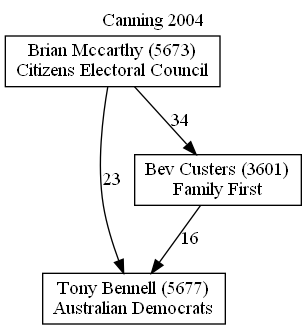 Canning 2004
Brian Mccarthy (5673)
Citizens Electoral Council
34
Bev Custers (3601)
Family First
23
16
Tony Bennell (5677)
Australian Democrats